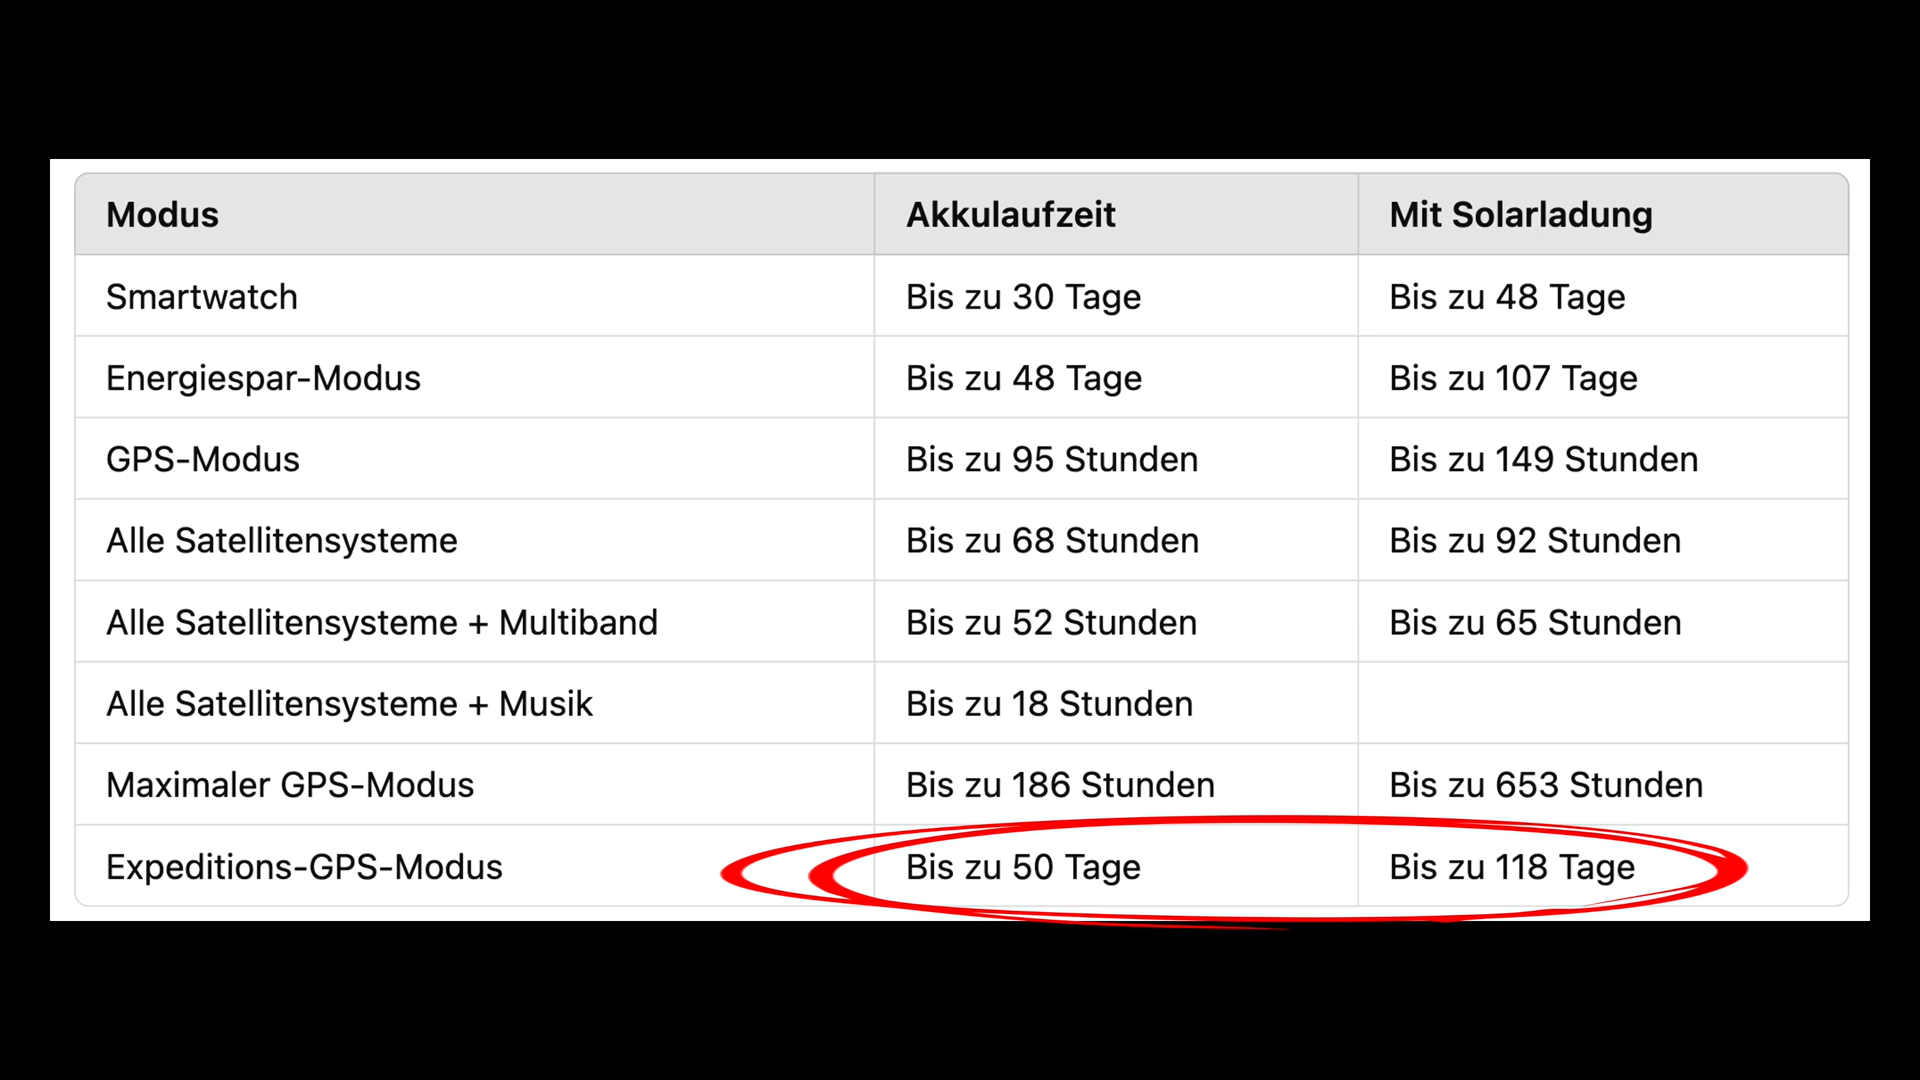 Modus Akkulaufzeit Mit Solarladung
Smartwatch Bis zu 30 Tage Bis zu 48 Tage
Energiespar-Modus Bis zu 48 Tage Bis zu 107 Tage
GPS-Modus Bis zu 95 Stunden Bis zu 149 Stunden
Alle Satellitensysteme Bis zu 68 Stunden Bis zu 92 Stunden
Alle Satellitensysteme + Multiband Bis zu 52 Stunden Bis zu 65 Stunden
Alle Satellitensysteme + Musik Bis zu 18 Stunden
Maximaler GPS-Modus Bis zu 186 Stunden Bis zu 653 Stunden
Expeditions-GPS-Modus Bis zu 50 Tage Bis zu 118 Tage